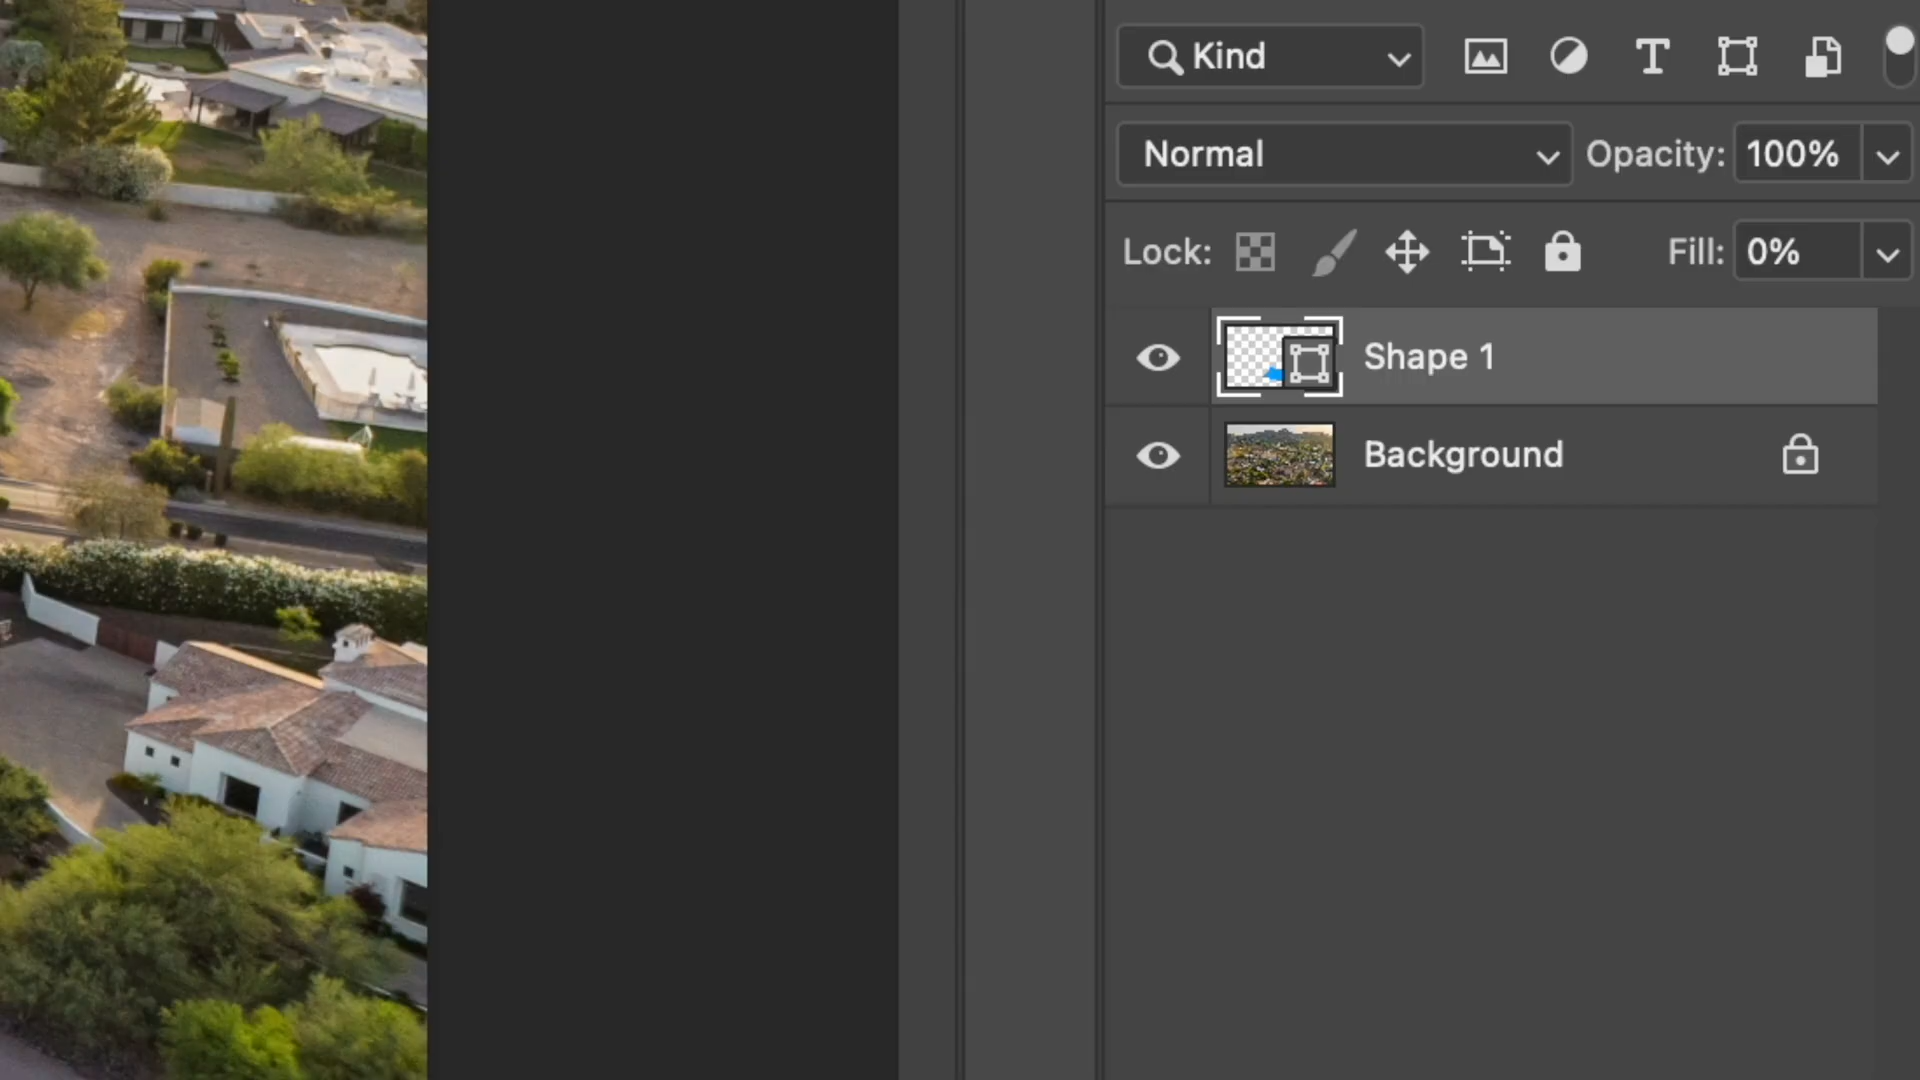 Kind
Normal Opacity: 100%
Lock: Fill: 0%
Shape 1
Background